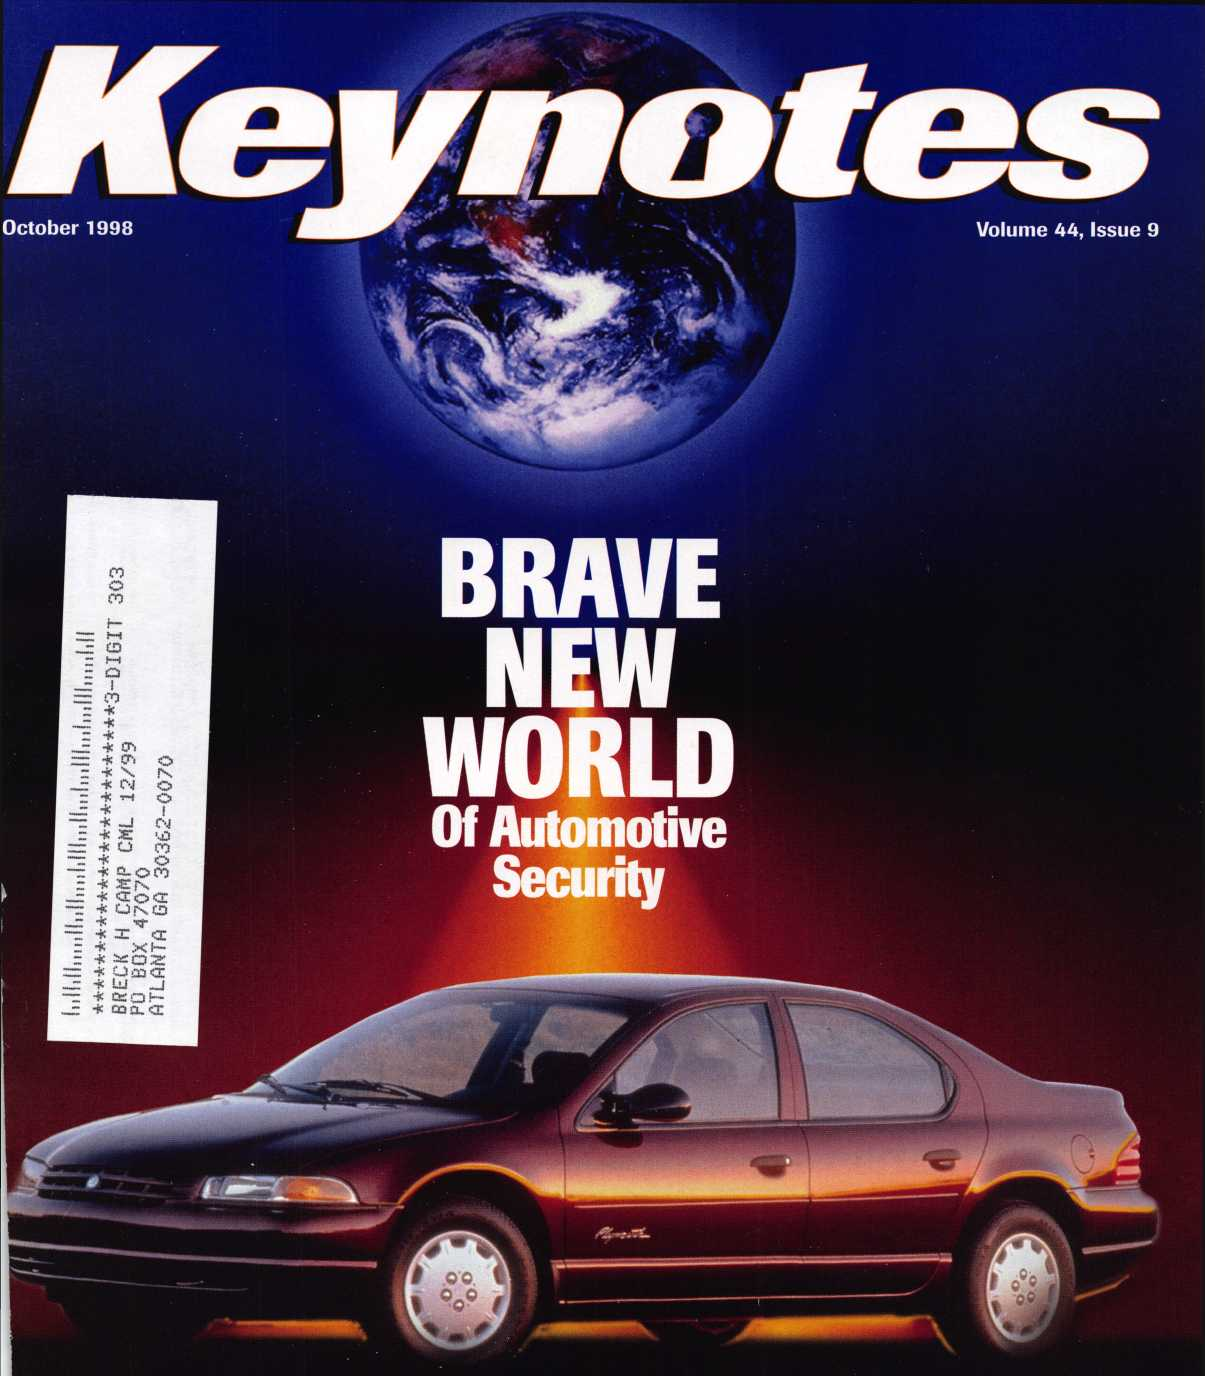 Keynotes
October 1998
Volume 44, Issue 9
BRAVE
NEW
WORLD
Of Automotive
Security
***************************3-DIGIT 303
BRECK H CAMP CML 12/99
PO BOX 47070
ATLANTA GA 30362-0070
Plymouth